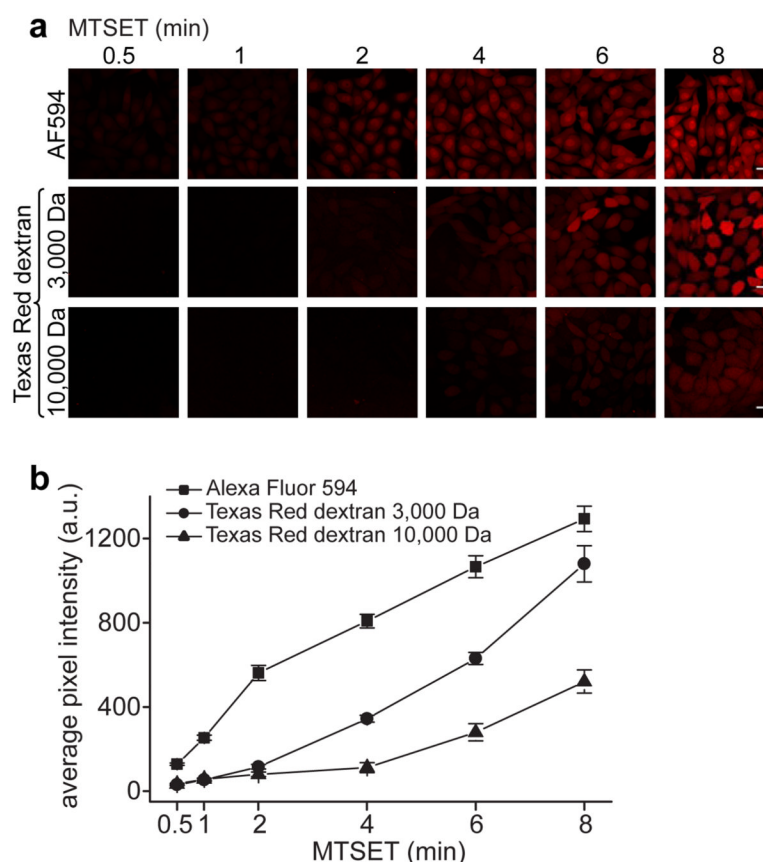 a MTSET (min)
0.5 1 2 4 6 8
AF594
Texas Red dextran
3,000 Da
10,000 Da
b
Alexa Fluor 594
Texas Red dextran 3,000 Da
Texas Red dextran 10,000 Da
average pixel intensity (a.u.)
1200
800
400
0
0.5 1 2 4 6 8
MTSET (min)